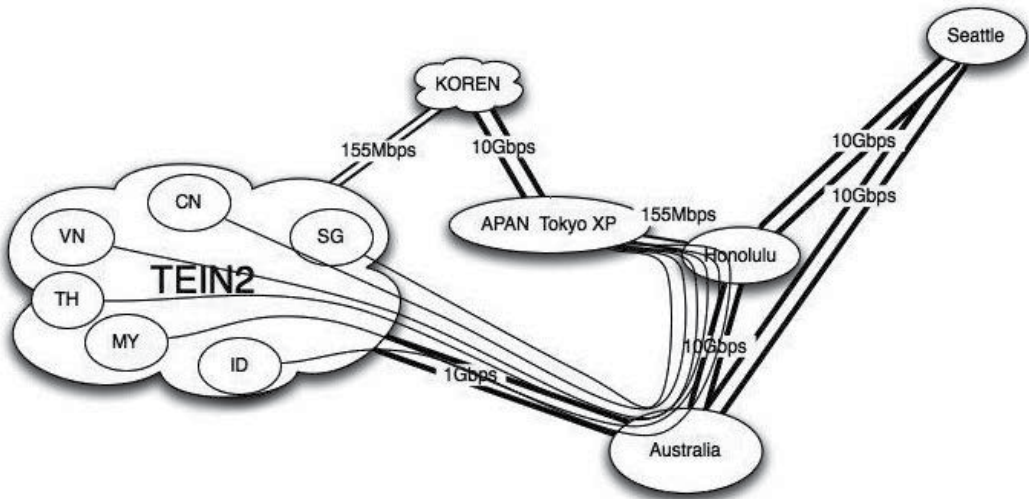 Seattle
KOREN
155Mbps
10Gbps
10Gbps
CN
APAN Tokyo XP
155Mbps
10Gbps
VN
SG
Honolulu
TEIN2
TH
MY
10Gbps
ID
1Gbps
Australia